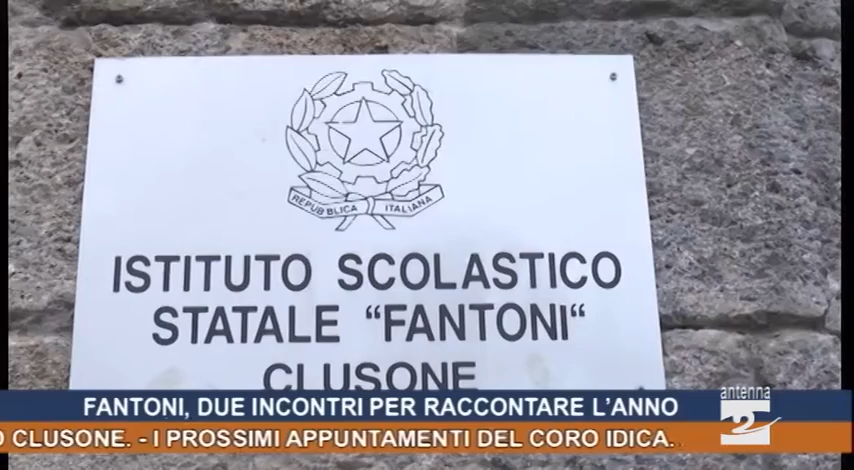 REPUBBLICA ITALIANA
ISTITUTO SCOLASTICO
STATALE "FANTONI"
CLUSONE
FANTONI, DUE INCONTRI PER RACCONTARE L'ANNO
antenna
2
O CLUSONE. - I PROSSIMI APPUNTAMENTI DEL CORO IDICA.